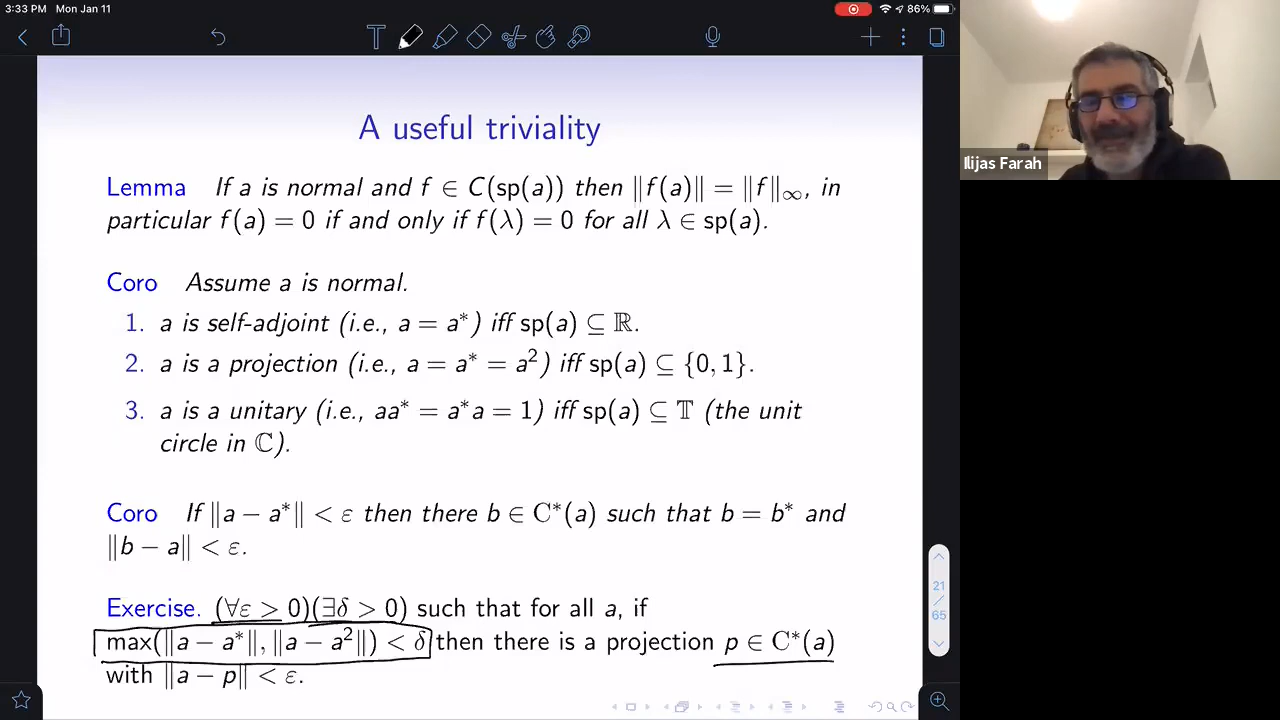 3:33 PM Mon Jan 11
86%
A useful triviality
Lemma If a is normal and f ∈ C(sp(a)) then ‖f(a)‖ = ‖f‖∞, in
particular f(a) = 0 if and only if f(λ) = 0 for all λ ∈ sp(a).
Coro Assume a is normal.
1. a is self-adjoint (i.e., a = a*) iff sp(a) ⊆ ℝ.
2. a is a projection (i.e., a = a* = a²) iff sp(a) ⊆ {0, 1}.
3. a is a unitary (i.e., aa* = a*a = 1) iff sp(a) ⊆ 𝕋 (the unit
circle in ℂ).
Coro If ‖a − a*‖ < ε then there b ∈ C*(a) such that b = b* and
‖b − a‖ < ε.
Exercise. (∀ε > 0)(∃δ > 0) such that for all a, if
max(‖a − a*‖, ‖a − a²‖) < δ then there is a projection p ∈ C*(a)
with ‖a − p‖ < ε.
21
/
65
Ilijas Farah